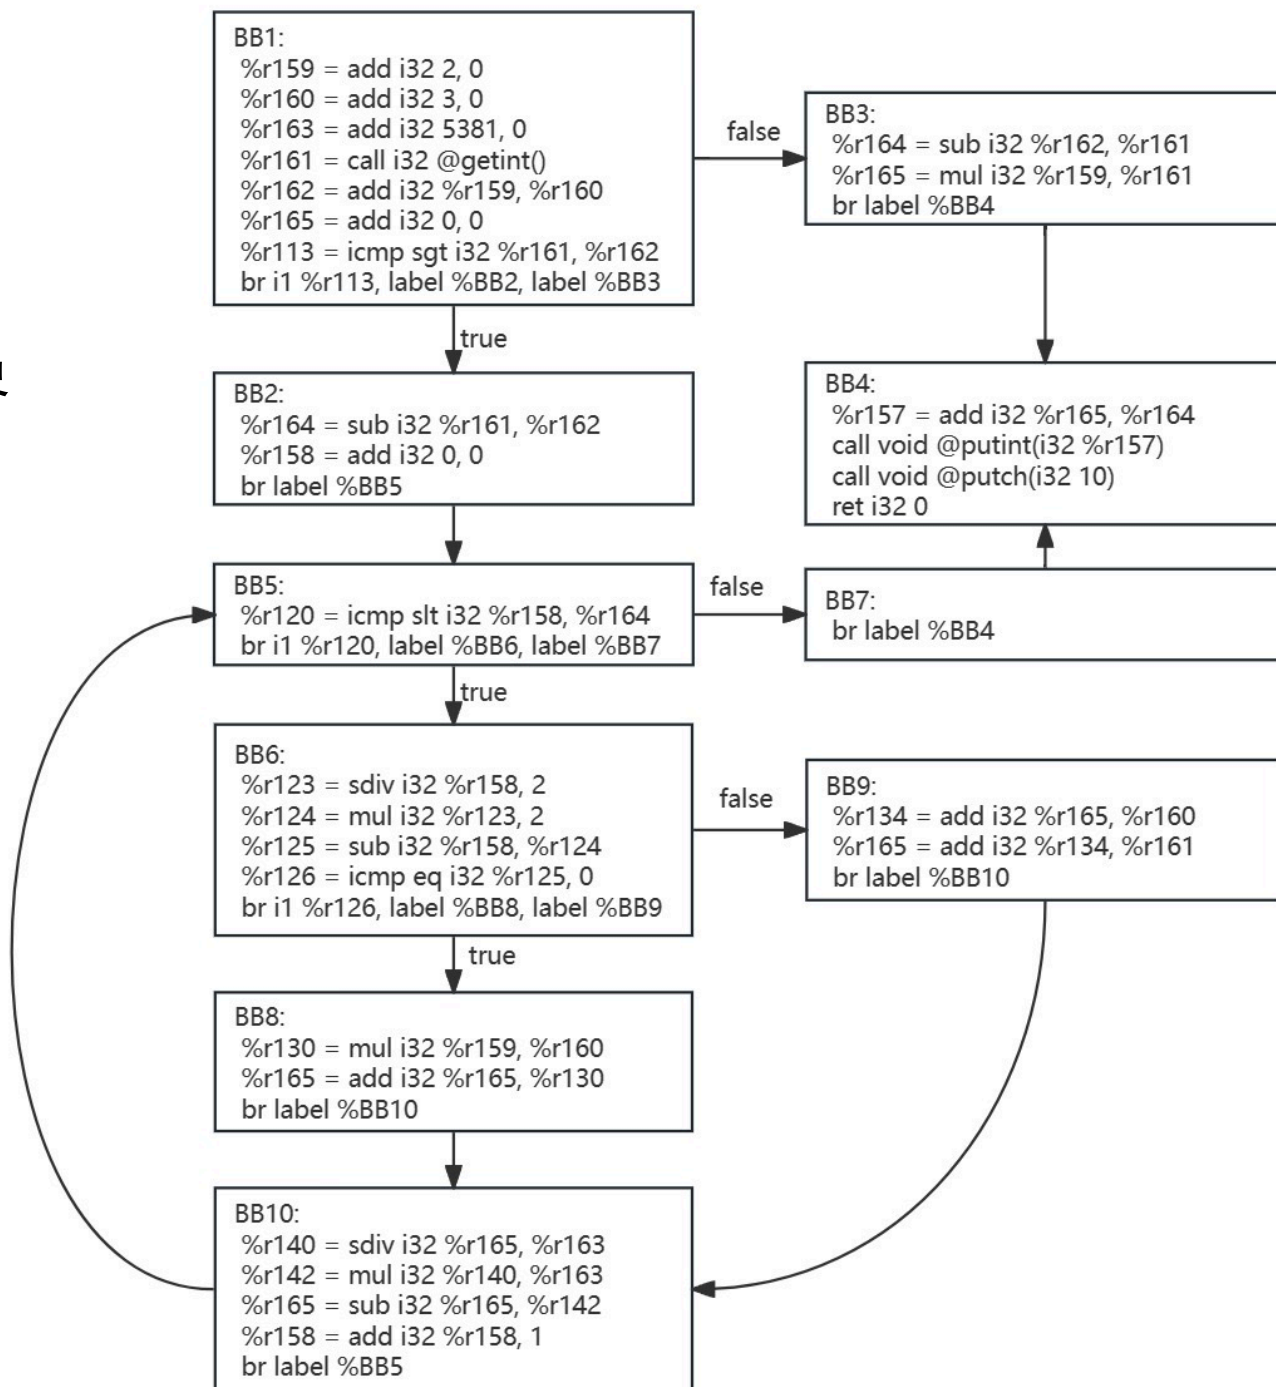 BB1:
%r159 = add i32 2, 0
%r160 = add i32 3, 0
%r163 = add i32 5381, 0
%r161 = call i32 @getint()
%r162 = add i32 %r159, %r160
%r165 = add i32 0, 0
%r113 = icmp sgt i32 %r161, %r162
br i1 %r113, label %BB2, label %BB3
false
BB3:
%r164 = sub i32 %r162, %r161
%r165 = mul i32 %r159, %r161
br label %BB4
true
BB2:
%r164 = sub i32 %r161, %r162
%r158 = add i32 0, 0
br label %BB5
BB4:
%r157 = add i32 %r165, %r164
call void @putint(i32 %r157)
call void @putch(i32 10)
ret i32 0
BB5:
%r120 = icmp slt i32 %r158, %r164
br i1 %r120, label %BB6, label %BB7
false
BB7:
br label %BB4
true
BB6:
%r123 = sdiv i32 %r158, 2
%r124 = mul i32 %r123, 2
%r125 = sub i32 %r158, %r124
%r126 = icmp eq i32 %r125, 0
br i1 %r126, label %BB8, label %BB9
false
BB9:
%r134 = add i32 %r165, %r160
%r165 = add i32 %r134, %r161
br label %BB10
true
BB8:
%r130 = mul i32 %r159, %r160
%r165 = add i32 %r165, %r130
br label %BB10
BB10:
%r140 = sdiv i32 %r165, %r163
%r142 = mul i32 %r140, %r163
%r165 = sub i32 %r165, %r142
%r158 = add i32 %r158, 1
br label %BB5